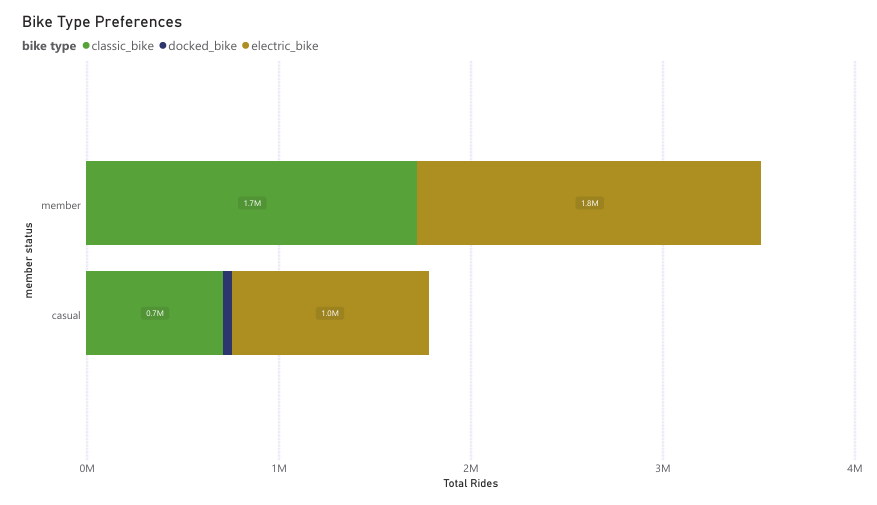 Bike Type Preferences
bike type classic_bike docked_bike electric_bike
member status
member
1.7M 1.8M
casual
0.7M 1.0M
0M 1M 2M 3M 4M
Total Rides